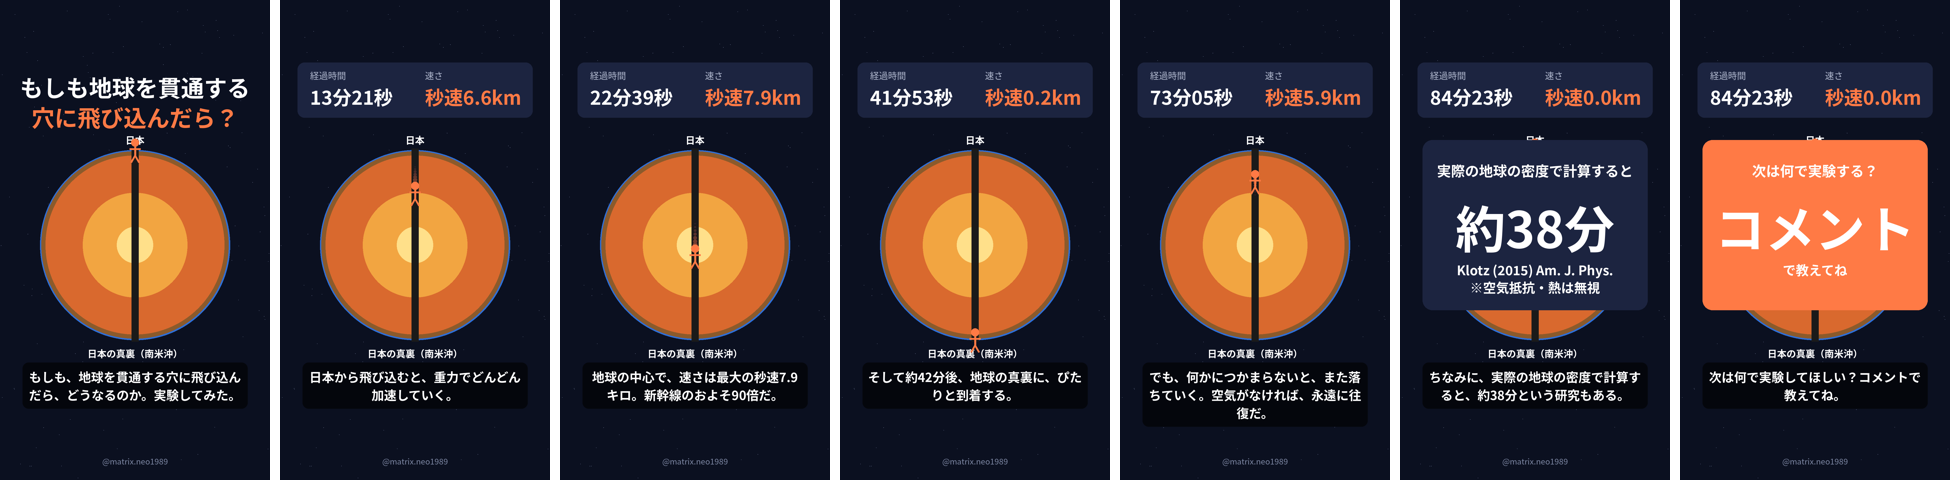 もしも地球を貫通する
穴に飛び込んだら？
日本
日本の真裏（南米沖）
もしも、地球を貫通する穴に飛び込ん
だら、どうなるのか。実験してみた。
@matrix.neo1989
経過時間
速さ
13分21秒
秒速6.6km
日本
日本の真裏（南米沖）
日本から飛び込むと、重力でどんどん
加速していく。
@matrix.neo1989
経過時間
速さ
22分39秒
秒速7.9km
日本
日本の真裏（南米沖）
地球の中心で、速さは最大の秒速7.9
キロ。新幹線のおよそ90倍だ。
@matrix.neo1989
経過時間
速さ
41分53秒
秒速0.2km
日本
日本の真裏（南米沖）
そして約42分後、地球の真裏に、ぴた
りと到着する。
@matrix.neo1989
経過時間
速さ
73分05秒
秒速5.9km
日本
日本の真裏（南米沖）
でも、何かにつかまらないと、また落
ちていく。空気がなければ、永遠に往
復だ。
@matrix.neo1989
経過時間
速さ
84分23秒
秒速0.0km
日本
実際の地球の密度で計算すると
約38分
Klotz (2015) Am. J. Phys.
※空気抵抗・熱は無視
日本の真裏（南米沖）
ちなみに、実際の地球の密度で計算す
ると、約38分という研究もある。
@matrix.neo1989
経過時間
速さ
84分23秒
秒速0.0km
日本
次は何で実験する？
コメント
で教えてね
日本の真裏（南米沖）
次は何で実験してほしい？コメントで
教えてね。
@matrix.neo1989